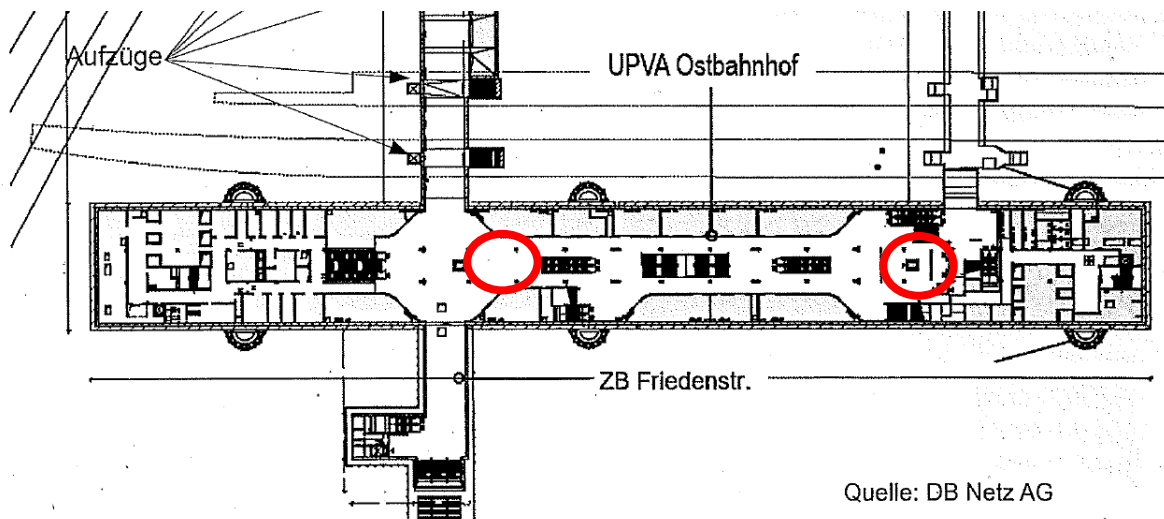 Aufzüge
UPVA Ostbahnhof
ZB Friedenstr.
Quelle: DB Netz AG